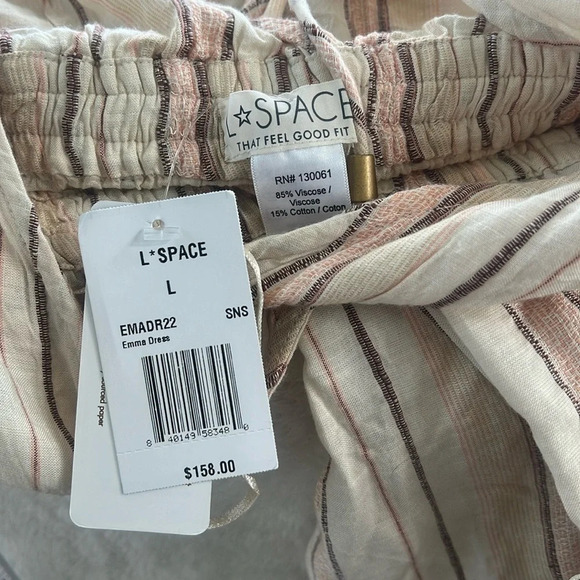 L☆SPACE
THAT FEEL GOOD FIT
RN# 130061
85% Viscose /
Viscose
15% Cotton / Coton
L*SPACE
L
SNS
EMADR22
Emma Dress
8 40149 58348 0
$158.00
paper